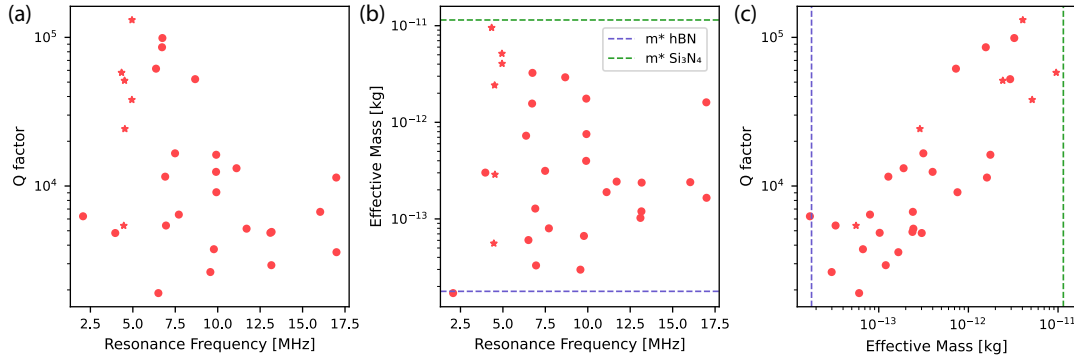 (a)
10⁵
10⁴
Q factor
2.5 5.0 7.5 10.0 12.5 15.0 17.5
Resonance Frequency [MHz]
(b)
10⁻¹¹
10⁻¹²
10⁻¹³
Effective Mass [kg]
m* hBN
m* Si₃N₄
2.5 5.0 7.5 10.0 12.5 15.0 17.5
Resonance Frequency [MHz]
(c)
10⁵
10⁴
Q factor
10⁻¹³ 10⁻¹² 10⁻¹¹
Effective Mass [kg]